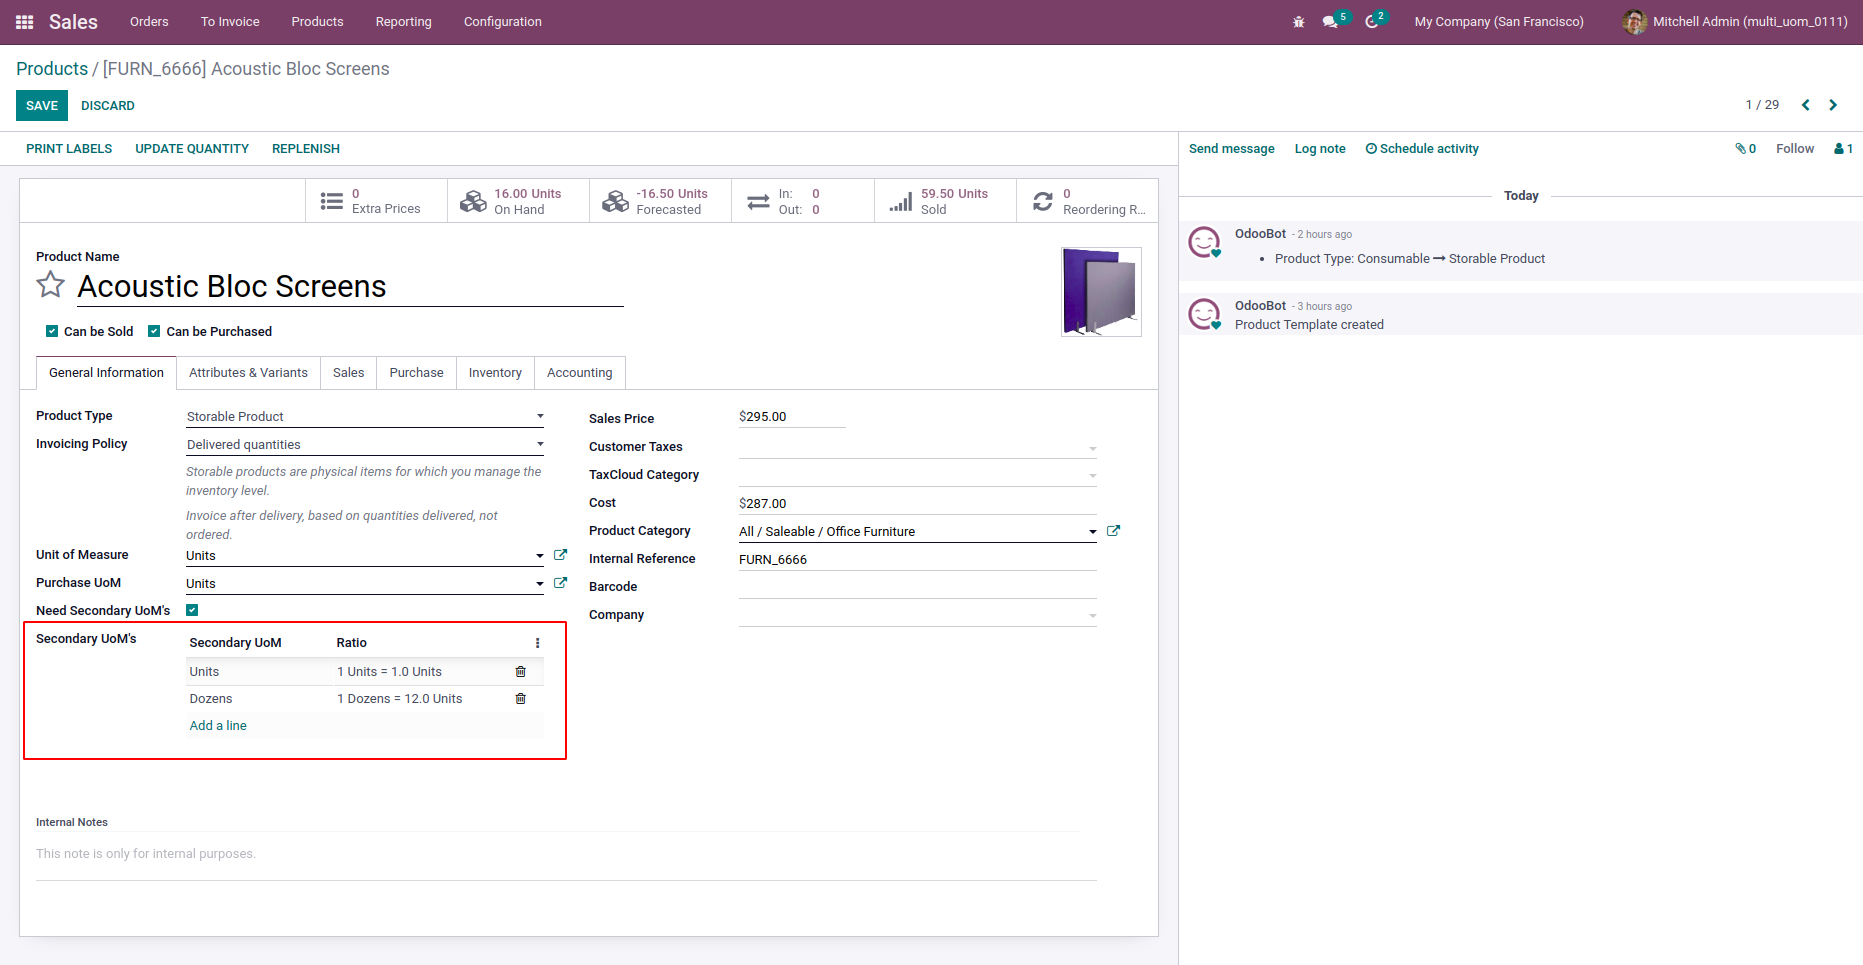 Sales Orders To Invoice Products Reporting Configuration 5 2 My Company (San Francisco) Mitchell Admin (multi_uom_0111)
Products / [FURN_6666] Acoustic Bloc Screens
SAVE DISCARD 1 / 29
PRINT LABELS UPDATE QUANTITY REPLENISH
0 Extra Prices
16.00 Units On Hand
-16.50 Units Forecasted
In: 0
Out: 0
59.50 Units Sold
0 Reordering R...
Product Name
Acoustic Bloc Screens
Can be Sold Can be Purchased
General Information Attributes & Variants Sales Purchase Inventory Accounting
Product Type Storable Product
Invoicing Policy Delivered quantities
Storable products are physical items for which you manage the
inventory level.
Invoice after delivery, based on quantities delivered, not
ordered.
Unit of Measure Units
Purchase UoM Units
Need Secondary UoM's
Secondary UoM's
Secondary UoM Ratio
Units 1 Units = 1.0 Units
Dozens 1 Dozens = 12.0 Units
Add a line
Sales Price $295.00
Customer Taxes
TaxCloud Category
Cost $287.00
Product Category All / Saleable / Office Furniture
Internal Reference FURN_6666
Barcode
Company
Internal Notes
This note is only for internal purposes.
Send message Log note Schedule activity 0 Follow 1
Today
OdooBot - 2 hours ago
Product Type: Consumable → Storable Product
OdooBot - 3 hours ago
Product Template created